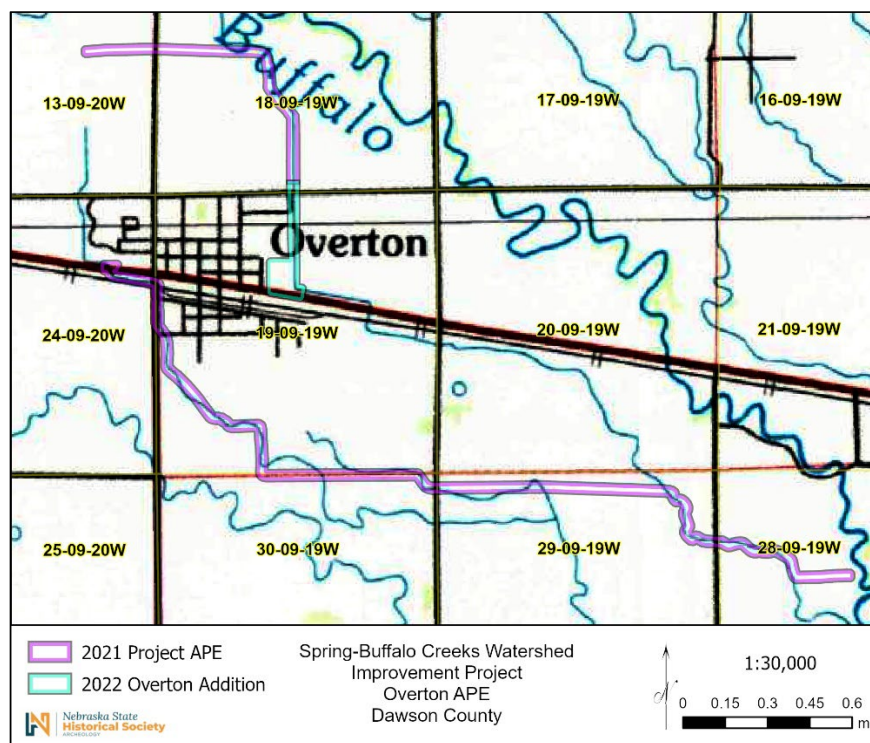 Buffalo
13-09-20W
18-09-19W
17-09-19W
16-09-19W
Overton
24-09-20W
19-09-19W
20-09-19W
21-09-19W
25-09-20W
30-09-19W
29-09-19W
28-09-19W
2021 Project APE
2022 Overton Addition
Nebraska State
Historical Society
ARCHEOLOGY
Spring-Buffalo Creeks Watershed
Improvement Project
Overton APE
Dawson County
N
1:30,000
0 0.15 0.3 0.45 0.6
m